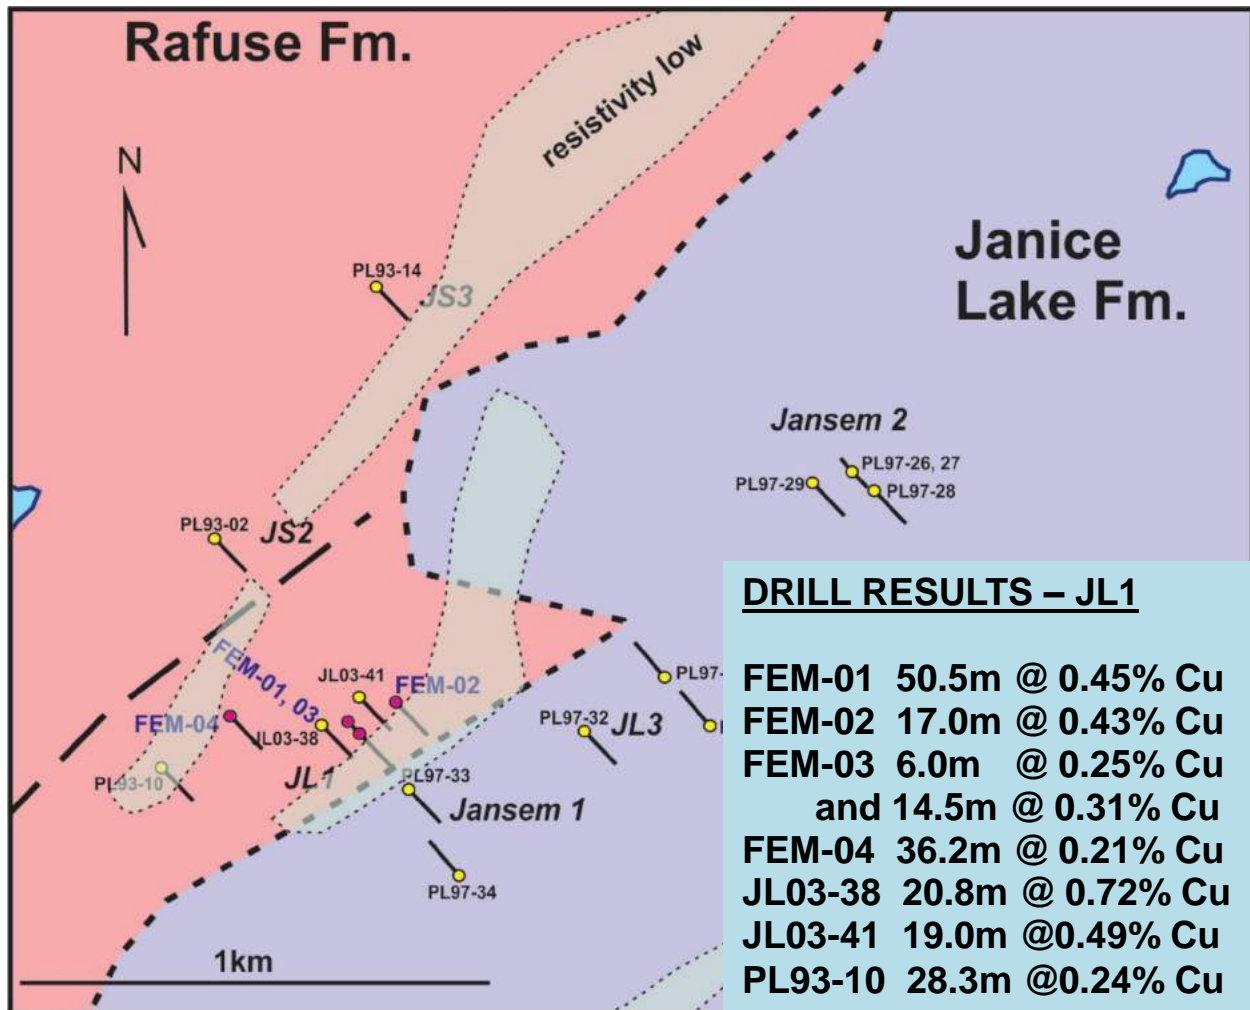 Rafuse Fm.
resistivity low
N
Janice
Lake Fm.
PL93-14
JS3
Jansem 2
PL97-26, 27
PL97-29
PL97-28
PL93-02
JS2
FEM-01, 03
JL03-41
FEM-02
FEM-04
JL03-38
PL97-
PL97-32
JL3
PL93-10
JL1
PL97-33
Jansem 1
PL97-34
1km
DRILL RESULTS – JL1
FEM-01 50.5m @ 0.45% Cu
FEM-02 17.0m @ 0.43% Cu
FEM-03 6.0m @ 0.25% Cu
and 14.5m @ 0.31% Cu
FEM-04 36.2m @ 0.21% Cu
JL03-38 20.8m @ 0.72% Cu
JL03-41 19.0m @0.49% Cu
PL93-10 28.3m @0.24% Cu